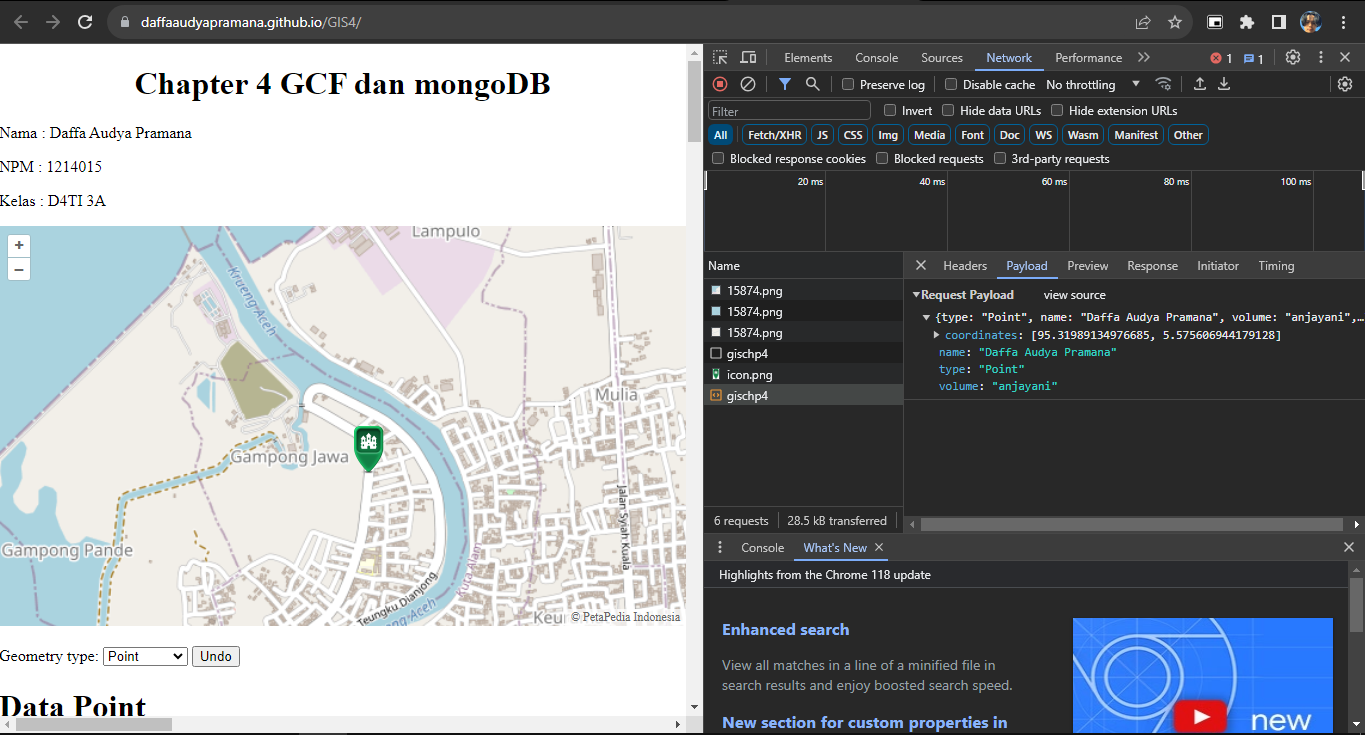 daffaaudyapramana.github.io/GIS4/
Chapter 4 GCF dan mongoDB
Nama : Daffa Audya Pramana
NPM : 1214015
Kelas : D4TI 3A
+
−
Lampulo
Krueng Aceh
Mulia
Gampong Jawa
Jalan Syiah Kuala
Gampong Pande
Kuta Alam
Teungku Dianjong
Krueng Aceh
Keu
© PetaPedia Indonesia
Geometry type: Point Undo
Data Point
Elements Console Sources Network Performance 1 1
Preserve log Disable cache No throttling
Filter Invert Hide data URLs Hide extension URLs
All Fetch/XHR JS CSS Img Media Font Doc WS Wasm Manifest Other
Blocked response cookies Blocked requests 3rd-party requests
20 ms 40 ms 60 ms 80 ms 100 ms
Name
15874.png
15874.png
15874.png
gischp4
icon.png
gischp4
6 requests 28.5 kB transferred
Headers Payload Preview Response Initiator Timing
Request Payload view source
{type: "Point", name: "Daffa Audya Pramana", volume: "anjayani",…
coordinates: [95.31989134976685, 5.575606944179128]
name: "Daffa Audya Pramana"
type: "Point"
volume: "anjayani"
Console What's New
Highlights from the Chrome 118 update
Enhanced search
View all matches in a line of a minified file in
search results and enjoy boosted search speed.
New section for custom properties in
new